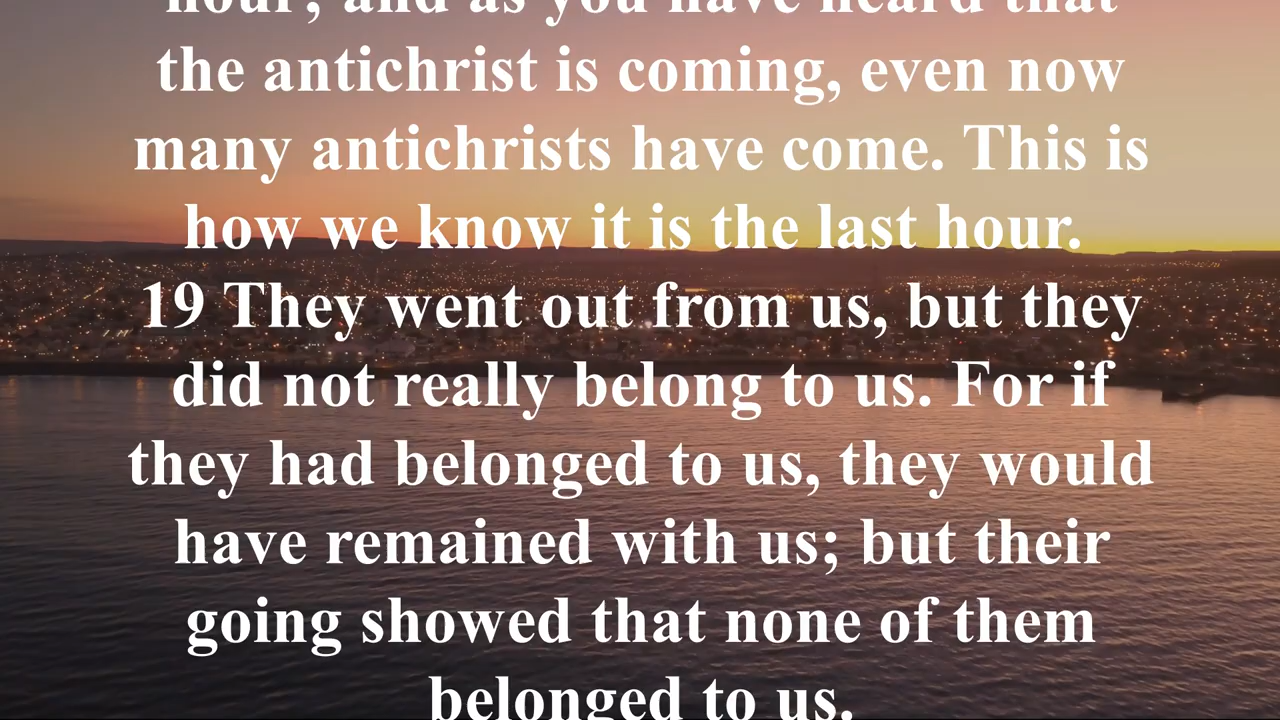 hour; and as you have heard that
the antichrist is coming, even now
many antichrists have come. This is
how we know it is the last hour.
19 They went out from us, but they
did not really belong to us. For if
they had belonged to us, they would
have remained with us; but their
going showed that none of them
belonged to us.